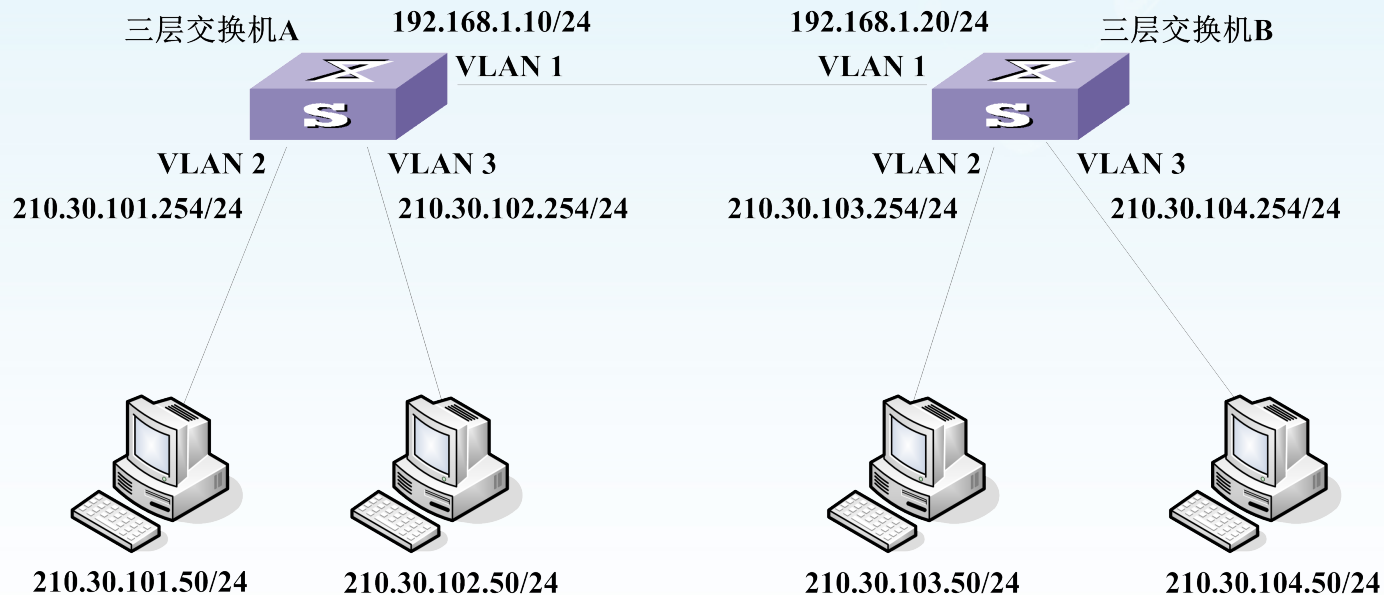 三层交换机A
192.168.1.10/24
192.168.1.20/24
三层交换机B
VLAN 1
VLAN 1
S
S
VLAN 2
VLAN 3
VLAN 2
VLAN 3
210.30.101.254/24
210.30.102.254/24
210.30.103.254/24
210.30.104.254/24
210.30.101.50/24
210.30.102.50/24
210.30.103.50/24
210.30.104.50/24